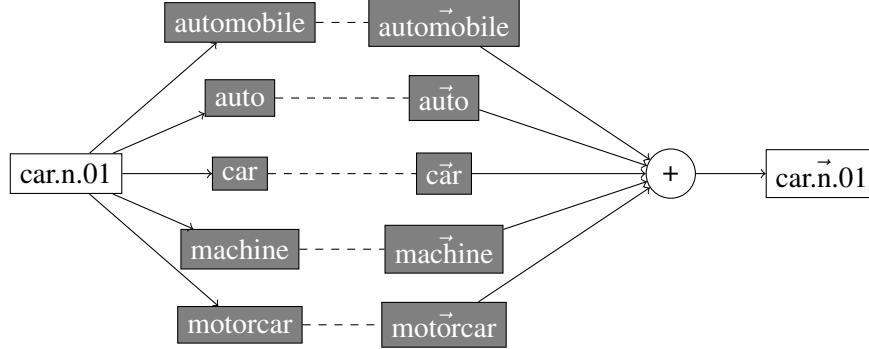 automobile automobile⃗
auto auto⃗
car.n.01 car car⃗ + car.n.01⃗
machine machine⃗
motorcar motorcar⃗